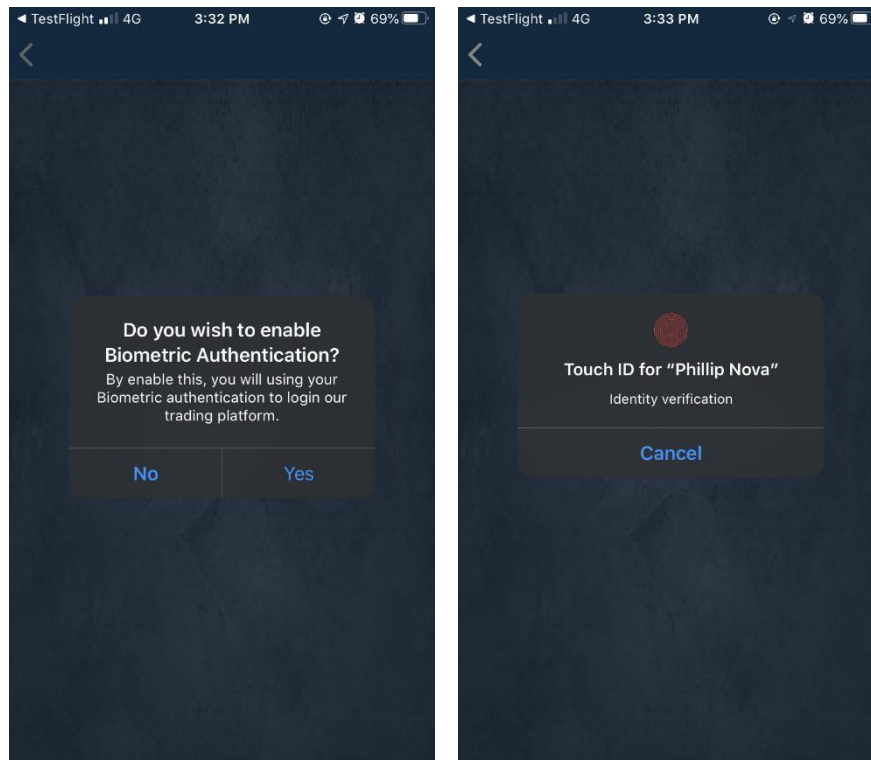 TestFlight 4G 3:32 PM 69%
Do you wish to enable
Biometric Authentication?
By enable this, you will using your
Biometric authentication to login our
trading platform.
No Yes
TestFlight 4G 3:33 PM 69%
Touch ID for “Phillip Nova”
Identity verification
Cancel